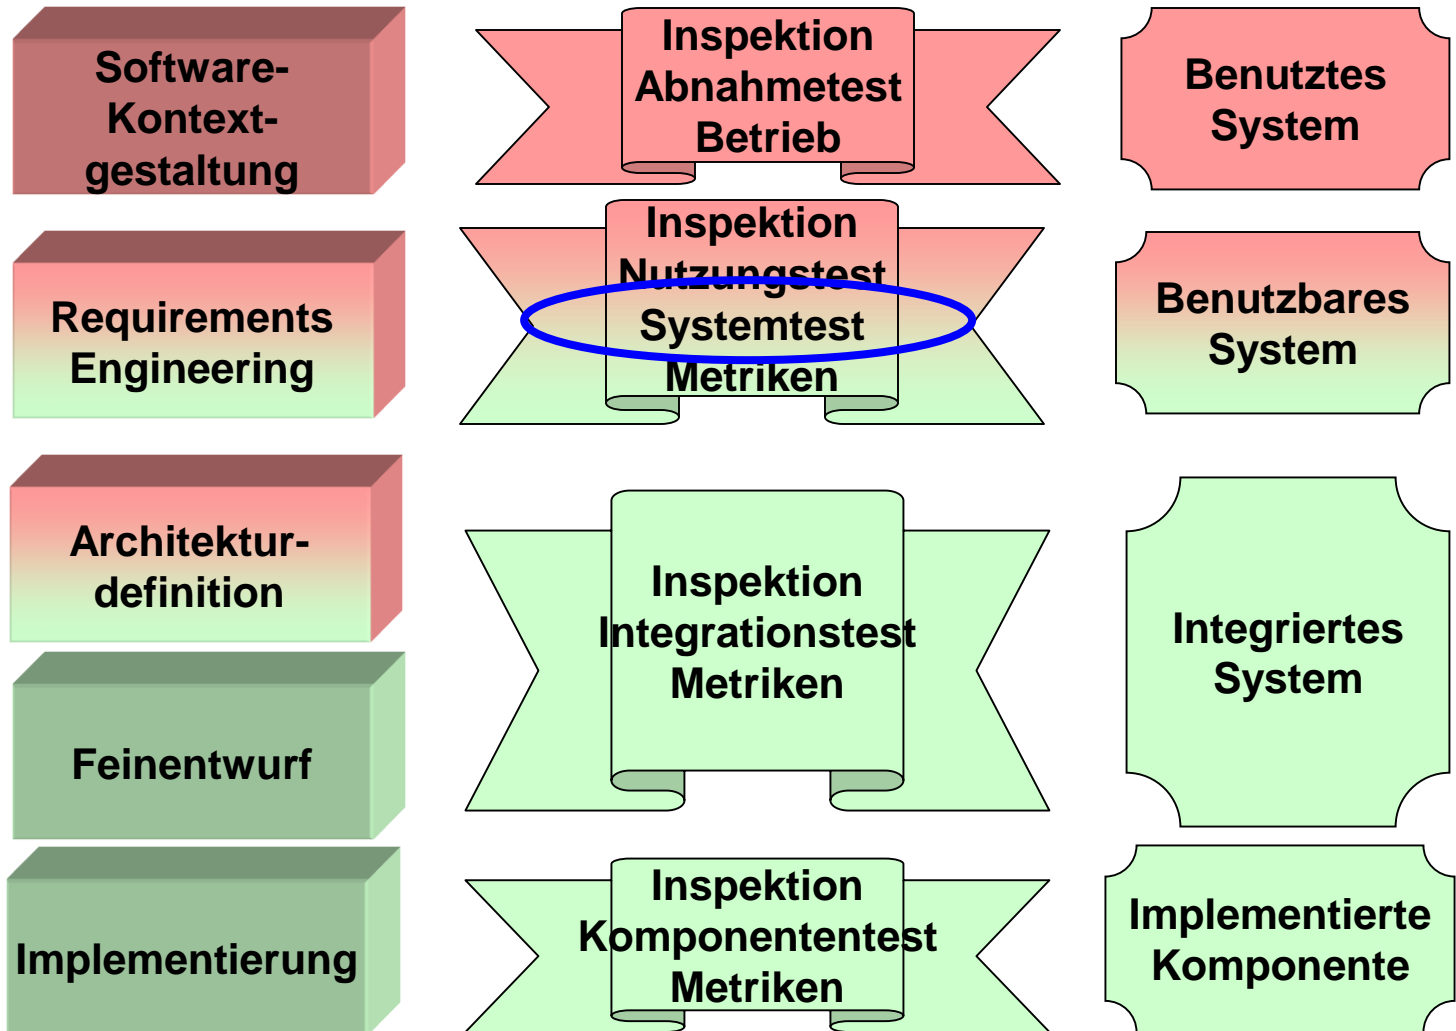 Software-
Kontext-
gestaltung
Inspektion
Abnahmetest
Betrieb
Benutztes
System
Requirements
Engineering
Inspektion
Nutzungstest
Systemtest
Metriken
Benutzbares
System
Architektur-
definition
Feinentwurf
Inspektion
Integrationstest
Metriken
Integriertes
System
Implementierung
Inspektion
Komponententest
Metriken
Implementierte
Komponente